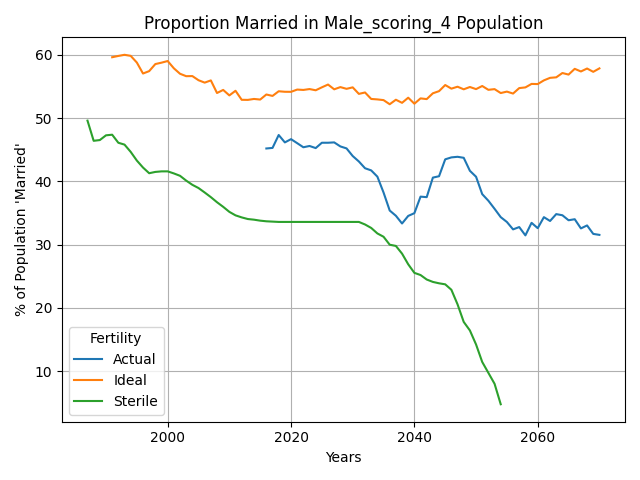 Proportion Married in Male_scoring_4 Population
% of Population 'Married'
60
50
40
30
20
10
Fertility
Actual
Ideal
Sterile
2000
2020
2040
2060
Years